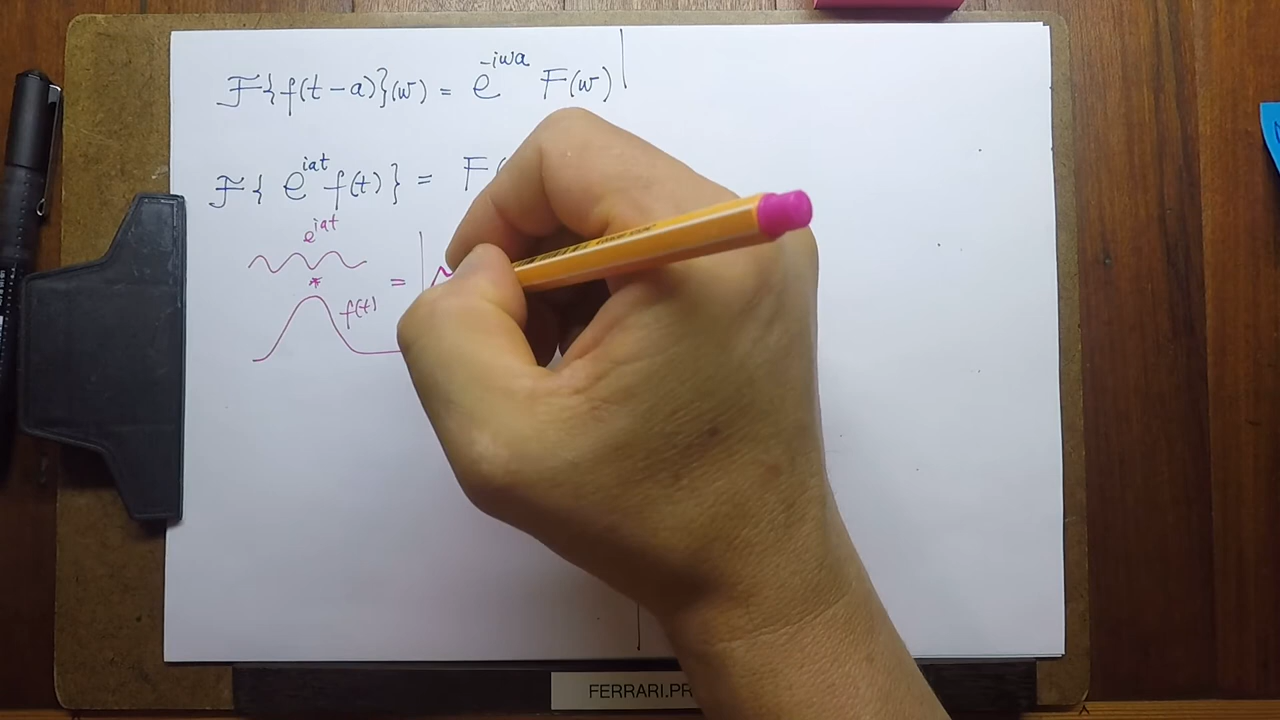 F{f(t-a)}(w) = e^{-iwa} F(w)
F{ e^{iat} f(t) } = F(
e^{iat}
* =
f(t)
FERRARI.PR